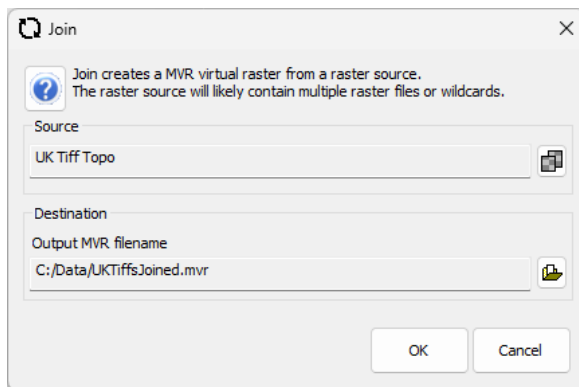 Join
Join creates a MVR virtual raster from a raster source.
The raster source will likely contain multiple raster files or wildcards.
Source
UK Tiff Topo
Destination
Output MVR filename
C:/Data/UKTiffsJoined.mvr
OK
Cancel